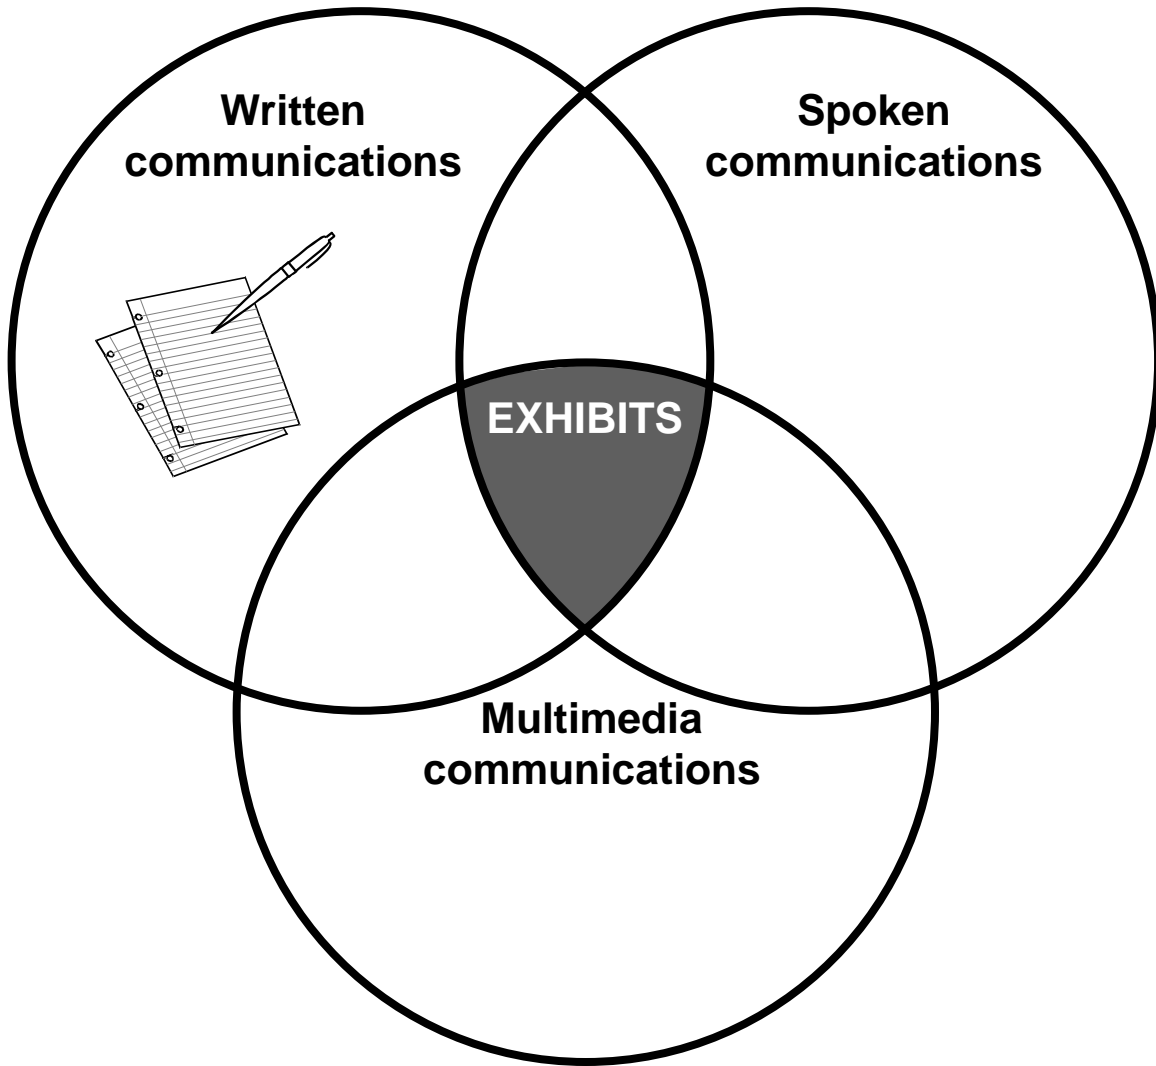 Written
communications
Spoken
communications
EXHIBITS
Multimedia
communications